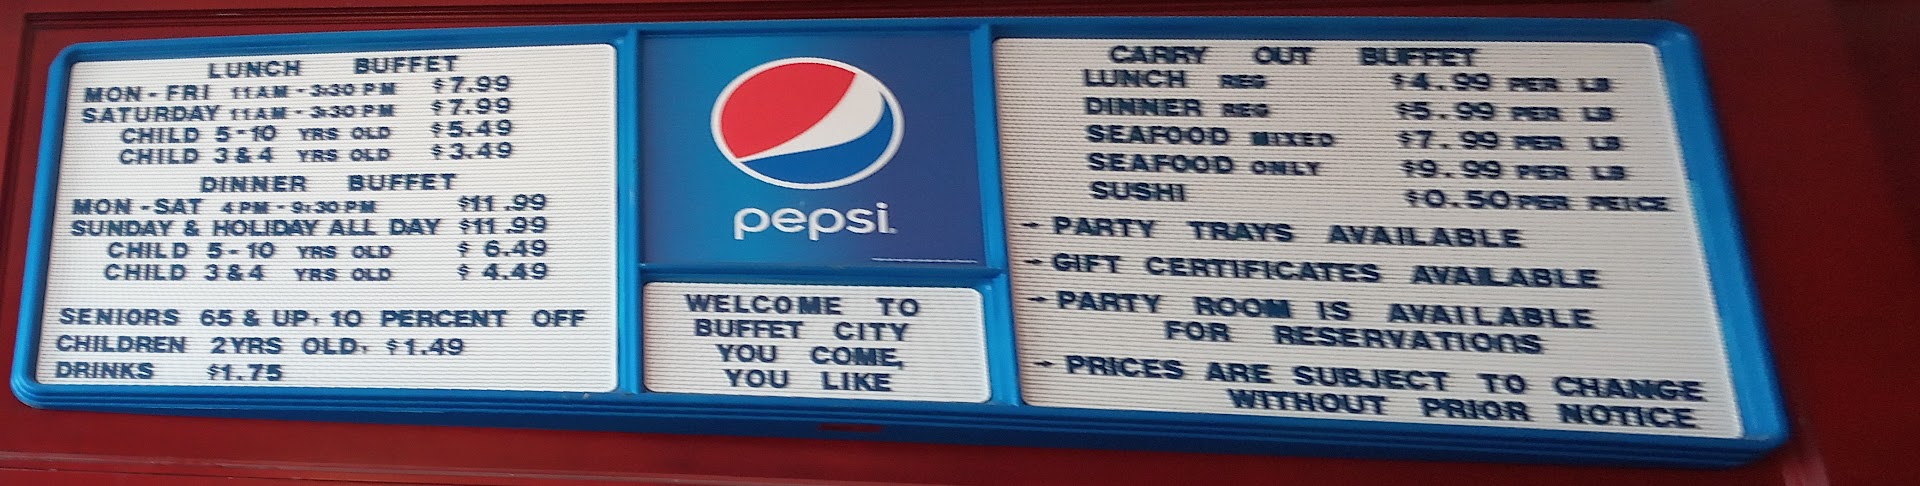 LUNCH BUFFET
MON-FRI 11AM-3:30PM $7.99
SATURDAY 11AM-3:30PM $7.99
CHILD 5-10 YRS OLD $5.49
CHILD 3&4 YRS OLD $3.49
DINNER BUFFET
MON-SAT 4PM-9:30PM $11.99
SUNDAY & HOLIDAY ALL DAY $11.99
CHILD 5-10 YRS OLD $6.49
CHILD 3&4 YRS OLD $4.49
SENIORS 65 & UP, 10 PERCENT OFF
CHILDREN 2YRS OLD, $1.49
DRINKS $1.75
pepsi
WELCOME TO
BUFFET CITY
YOU COME,
YOU LIKE
CARRY OUT BUFFET
LUNCH REG $4.99 PER LB
DINNER REG $5.99 PER LB
SEAFOOD MIXED $7.99 PER LB
SEAFOOD ONLY $9.99 PER LB
SUSHI $0.50 PER PEICE
- PARTY TRAYS AVAILABLE
- GIFT CERTIFICATES AVAILABLE
- PARTY ROOM IS AVAILABLE
FOR RESERVATIONS
- PRICES ARE SUBJECT TO CHANGE
WITHOUT PRIOR NOTICE